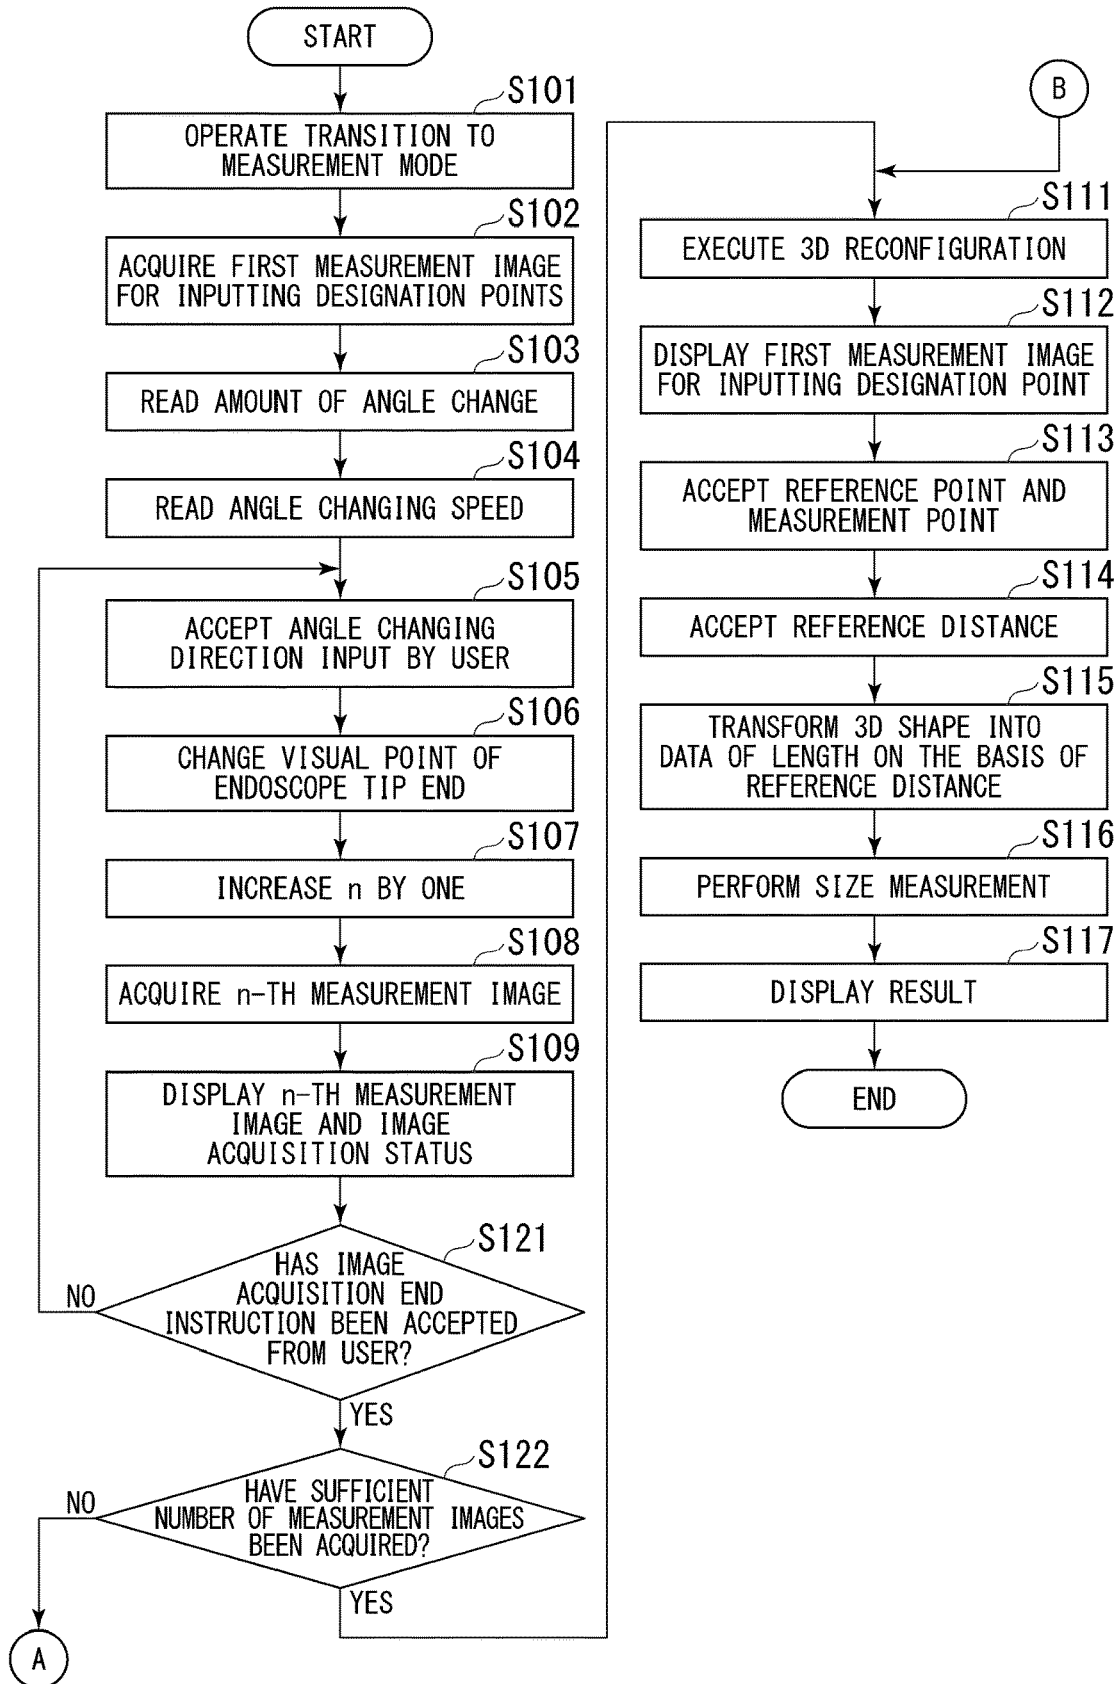 START
S101
OPERATE TRANSITION TO
MEASUREMENT MODE
S102
ACQUIRE FIRST MEASUREMENT IMAGE
FOR INPUTTING DESIGNATION POINTS
S103
READ AMOUNT OF ANGLE CHANGE
S104
READ ANGLE CHANGING SPEED
S105
ACCEPT ANGLE CHANGING
DIRECTION INPUT BY USER
S106
CHANGE VISUAL POINT OF
ENDOSCOPE TIP END
S107
INCREASE n BY ONE
S108
ACQUIRE n-TH MEASUREMENT IMAGE
S109
DISPLAY n-TH MEASUREMENT
IMAGE AND IMAGE
ACQUISITION STATUS
S121
HAS IMAGE
ACQUISITION END
INSTRUCTION BEEN ACCEPTED
FROM USER?
NO
YES
S122
HAVE SUFFICIENT
NUMBER OF MEASUREMENT IMAGES
BEEN ACQUIRED?
NO
YES
A
B
S111
EXECUTE 3D RECONFIGURATION
S112
DISPLAY FIRST MEASUREMENT IMAGE
FOR INPUTTING DESIGNATION POINT
S113
ACCEPT REFERENCE POINT AND
MEASUREMENT POINT
S114
ACCEPT REFERENCE DISTANCE
S115
TRANSFORM 3D SHAPE INTO
DATA OF LENGTH ON THE BASIS OF
REFERENCE DISTANCE
S116
PERFORM SIZE MEASUREMENT
S117
DISPLAY RESULT
END